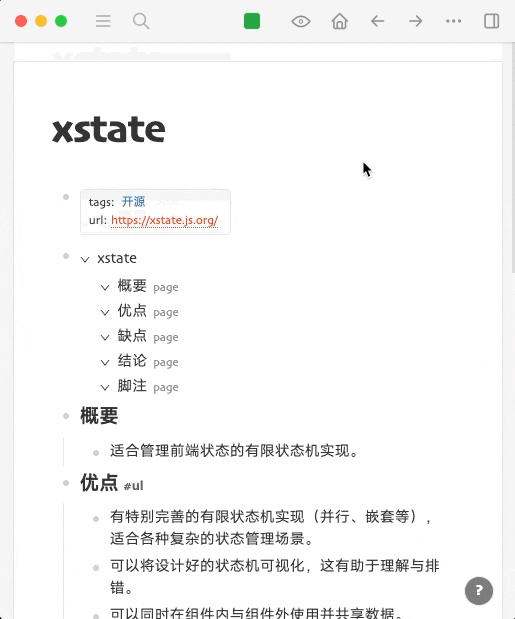 xstate
tags: 开源
url: https://xstate.js.org/
xstate
概要 page
优点 page
缺点 page
结论 page
脚注 page
概要
适合管理前端状态的有限状态机实现。
优点 #ul
有特别完善的有限状态机实现（并行、嵌套等），
适合各种复杂的状态管理场景。
可以将设计好的状态机可视化，这有助于理解与排
错。
可以同时在组件内与组件外使用并共享数据。
?